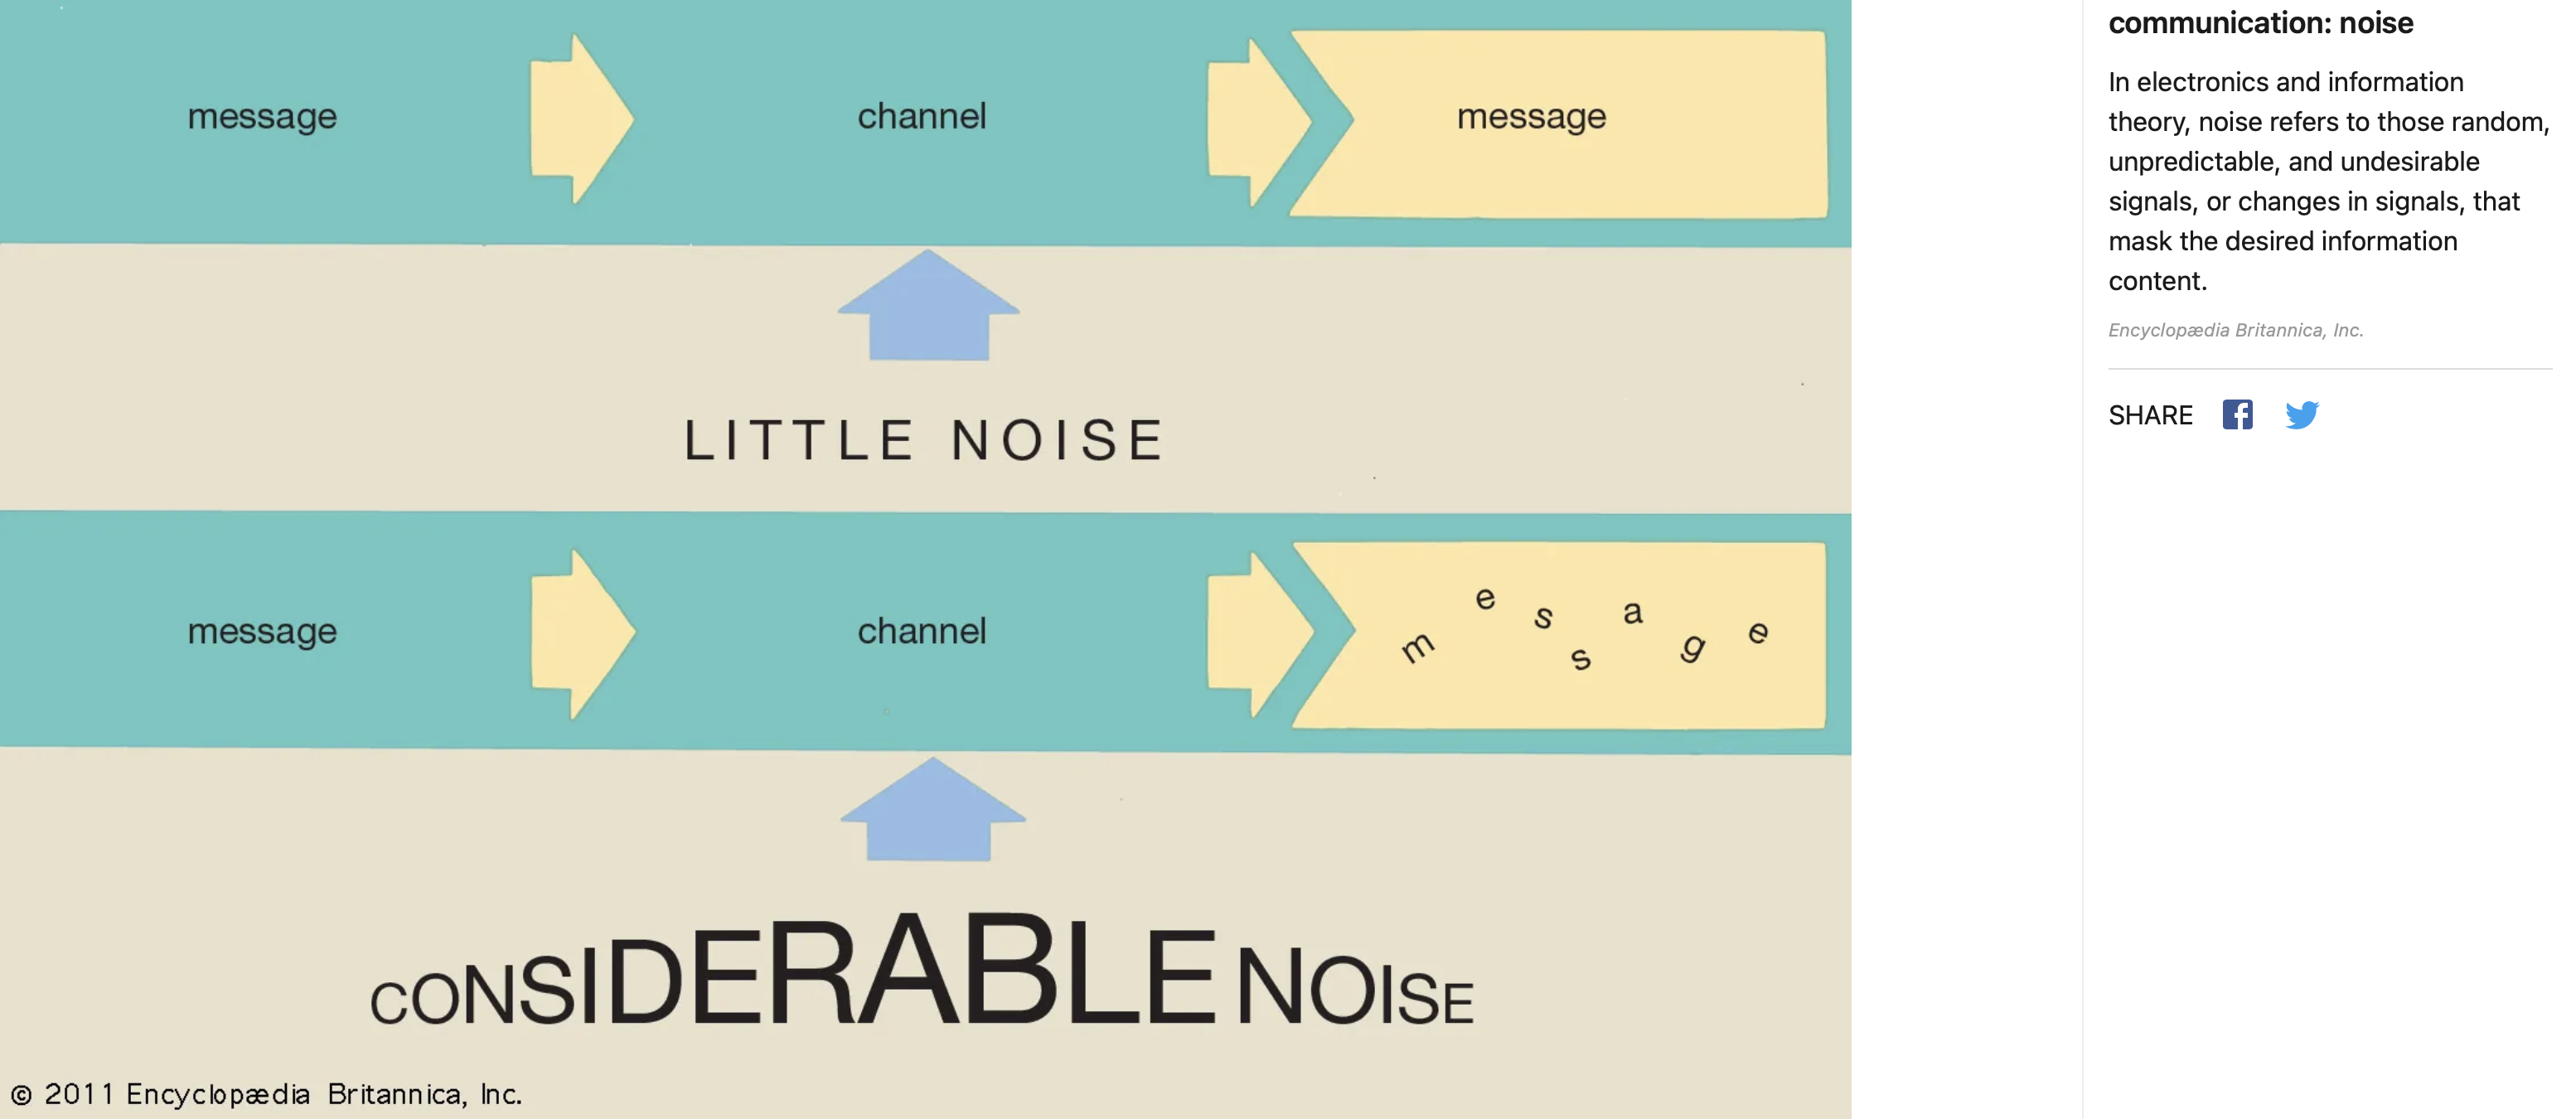 message
channel
message
LITTLE NOISE
message
channel
message
CONSIDERABLE NOISE
© 2011 Encyclopædia Britannica, Inc.
communication: noise
In electronics and information
theory, noise refers to those random,
unpredictable, and undesirable
signals, or changes in signals, that
mask the desired information
content.
Encyclopædia Britannica, Inc.
SHARE